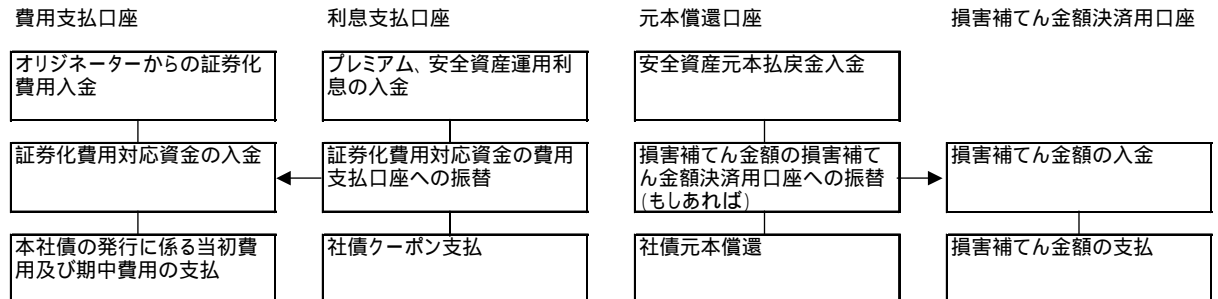 費用支払口座
利息支払口座
元本償還口座
損害補てん金額決済用口座
オリジネーターからの証券化
費用入金
プレミアム、安全資産運用利
息の入金
安全資産元本払戻金入金
証券化費用対応資金の入金
証券化費用対応資金の費用
支払口座への振替
損害補てん金額の損害補て
ん金額決済用口座への振替
(もしあれば)
損害補てん金額の入金
本社債の発行に係る当初費
用及び期中費用の支払
社債クーポン支払
社債元本償還
損害補てん金額の支払